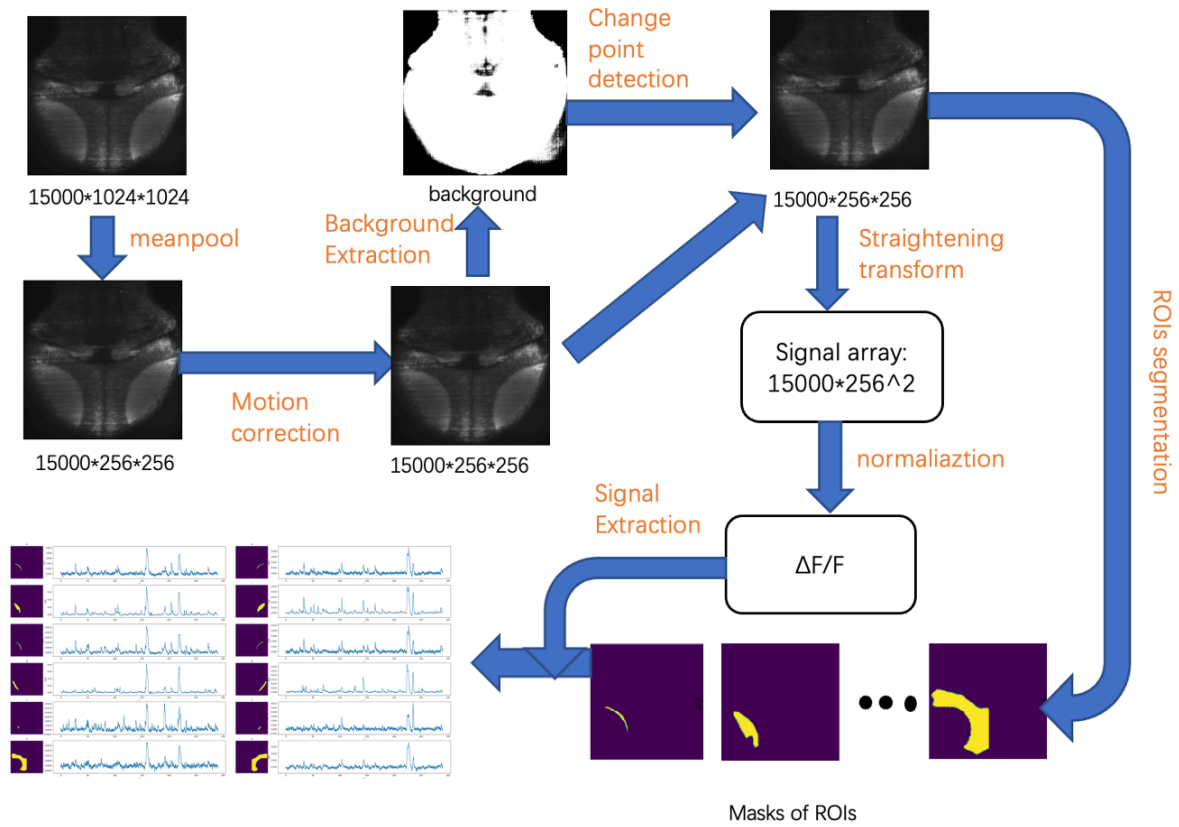 Change
point
detection
15000*1024*1024
background
15000*256*256
meanpool
Background
Extraction
Straightening
transform
ROIs segmentation
Signal array:
15000*256^2
Motion
correction
15000*256*256
15000*256*256
normaliaztion
Signal
Extraction
ΔF/F
Masks of ROIs